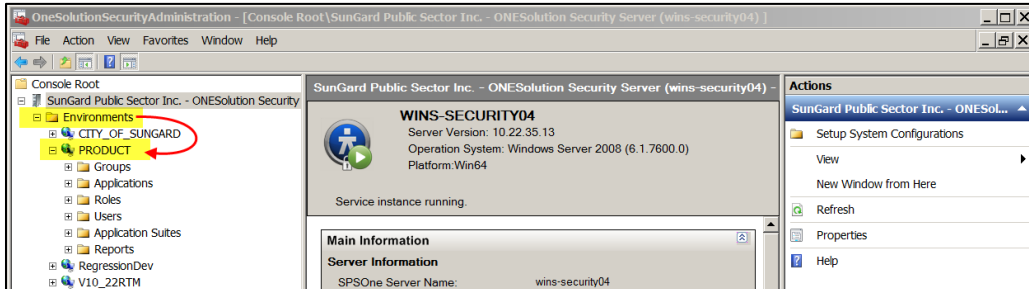 OneSolutionSecurityAdministration - [Console Root\SunGard Public Sector Inc. - ONESolution Security Server (wins-security04) ]
File Action View Favorites Window Help
Console Root
SunGard Public Sector Inc. - ONESolution Security
Environments
CITY_OF_SUNGARD
PRODUCT
Groups
Applications
Roles
Users
Application Suites
Reports
RegressionDev
V10_22RTM
SunGard Public Sector Inc. - ONESolution Security Server (wins-security04) -
WINS-SECURITY04
Server Version: 10.22.35.13
Operation System: Windows Server 2008 (6.1.7600.0)
Platform:Win64
Service instance running.
Main Information
Server Information
SPSOne Server Name: wins-security04
Actions
SunGard Public Sector Inc. - ONESol...
Setup System Configurations
View
New Window from Here
Refresh
Properties
Help